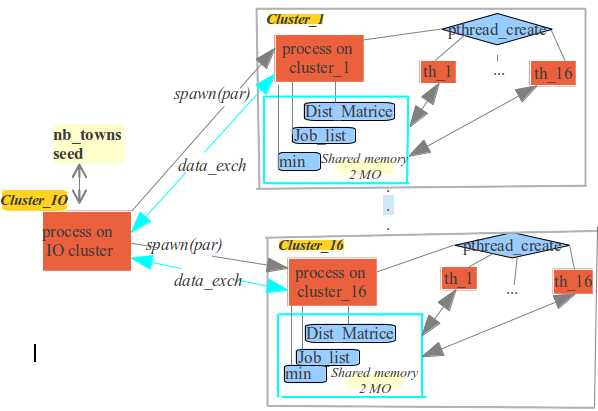 Cluster_1
pthread_create
process on
cluster_1
th_1
...
th_16
spawn(par)
Dist_Matrice
Job_list
min
Shared memory
2 MO
nb_towns
seed
data_exch
Cluster_IO
process on
IO cluster
.
.
.
spawn(par)
data_exch
Cluster_16
pthread_create
process on
cluster_16
th_1
...
th_16
Dist_Matrice
Job_list
min
Shared memory
2 MO